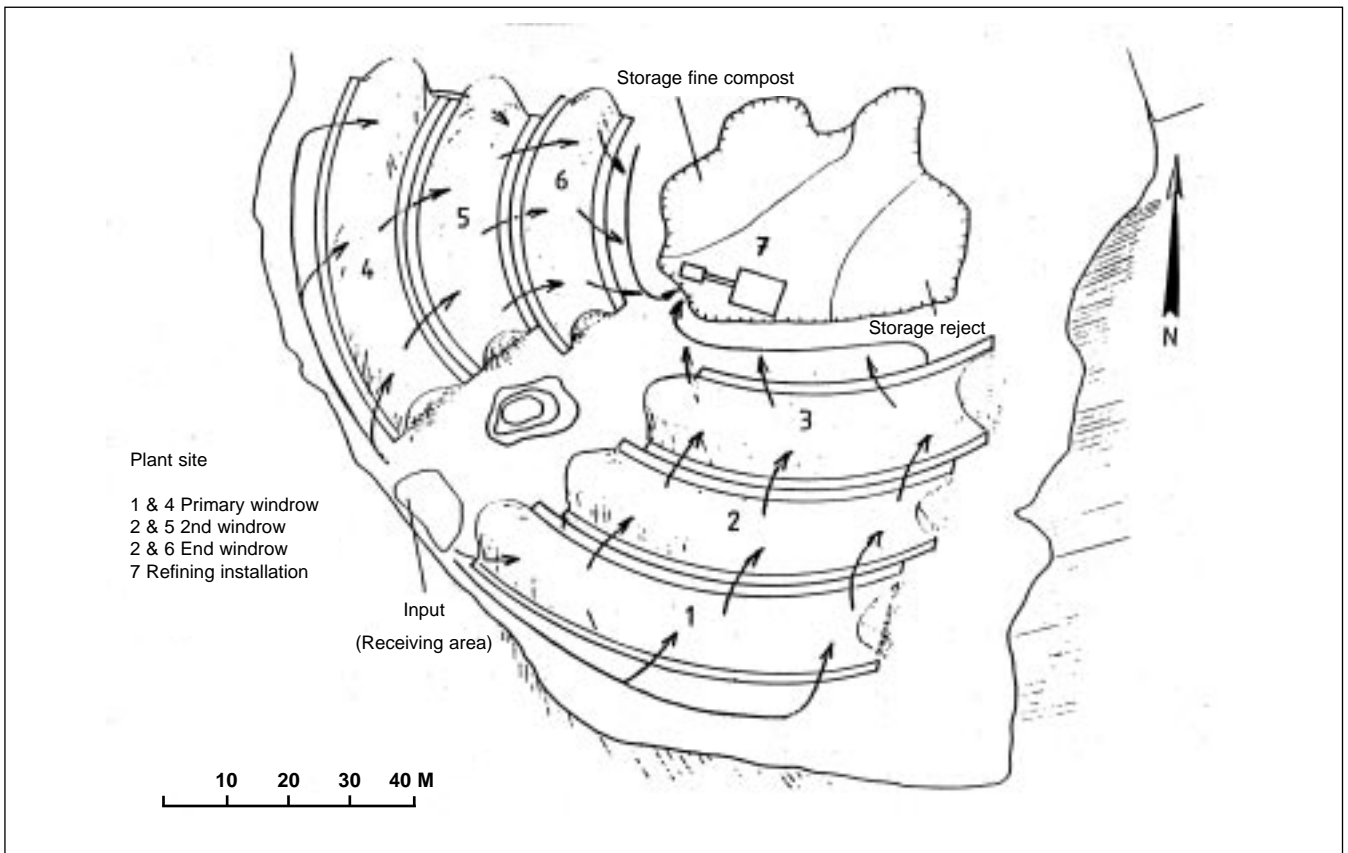 Storage fine compost
6
5
4
7
N
Storage reject
3
Plant site
1 & 4 Primary windrow
2 & 5 2nd windrow
2 & 6 End windrow
7 Refining installation
2
1
Input
(Receiving area)
10 20 30 40 M